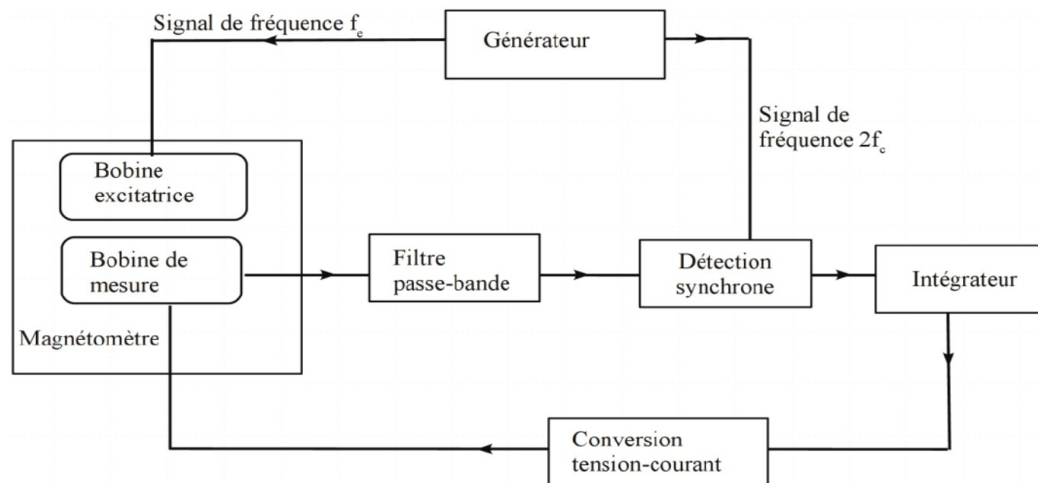 Signal de fréquence fe
Générateur
Signal de
fréquence 2fe
Bobine
excitatrice
Bobine de
mesure
Magnétomètre
Filtre
passe-bande
Détection
synchrone
Intégrateur
Conversion
tension-courant